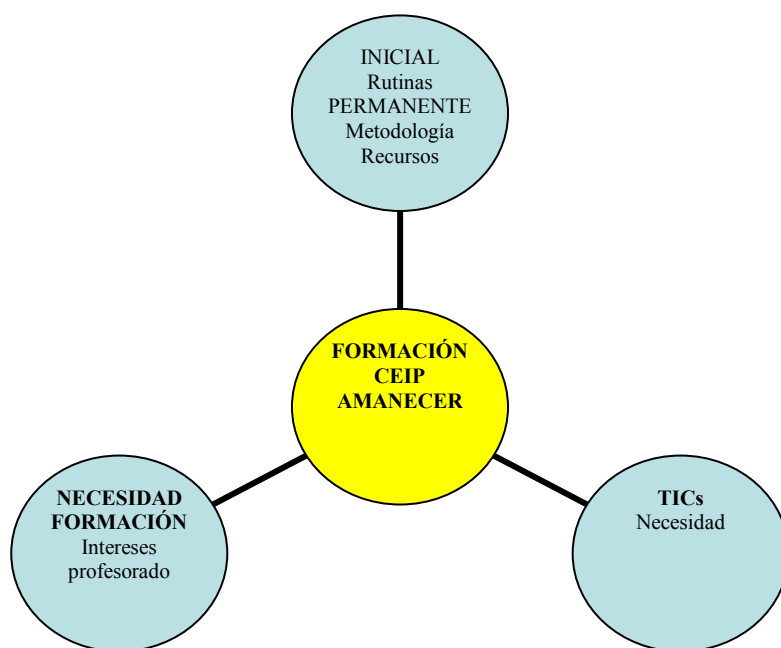 INICIAL
Rutinas
PERMANENTE
Metodología
Recursos
FORMACIÓN
CEIP
AMANECER
NECESIDAD
FORMACIÓN
Intereses
profesorado
TICs
Necesidad